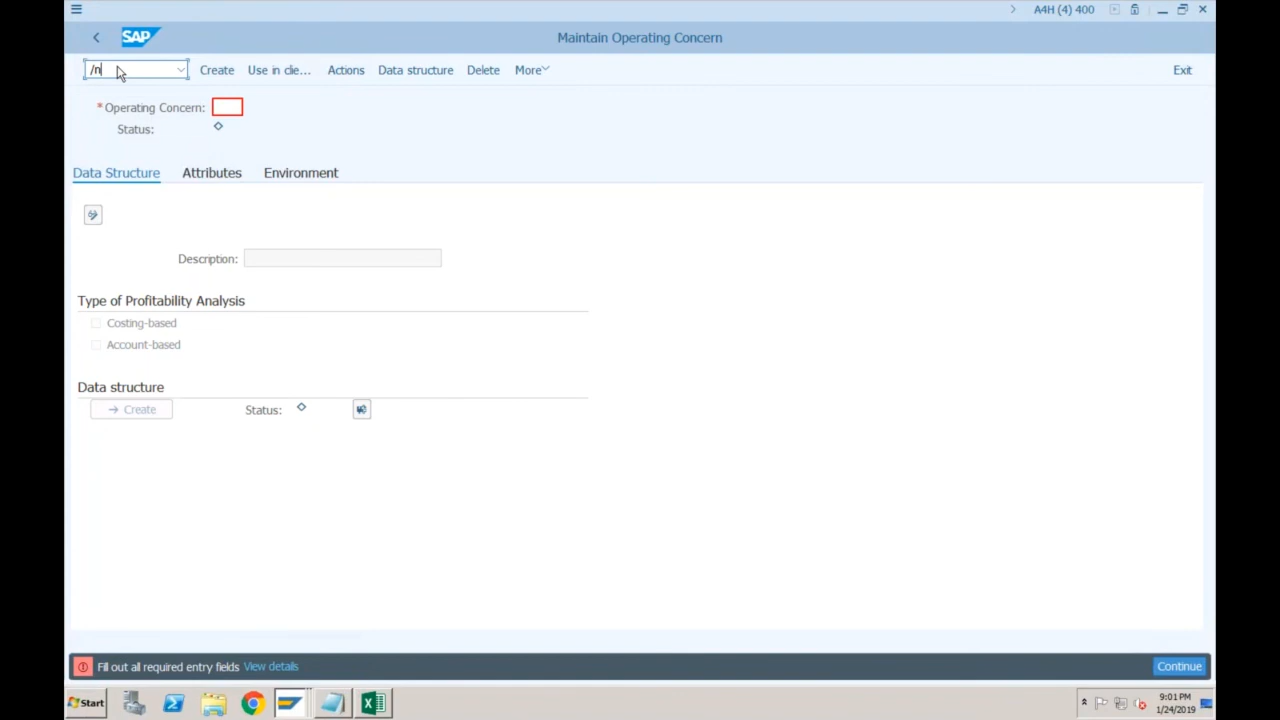 A4H (4) 400
SAP
Maintain Operating Concern
/n
Create
Use in clie...
Actions
Data structure
Delete
More
Exit
*Operating Concern:
Status:
Data Structure
Attributes
Environment
Description:
Type of Profitability Analysis
Costing-based
Account-based
Data structure
Create
Status:
Fill out all required entry fields View details
Continue
Start
9:01 PM
1/24/2019